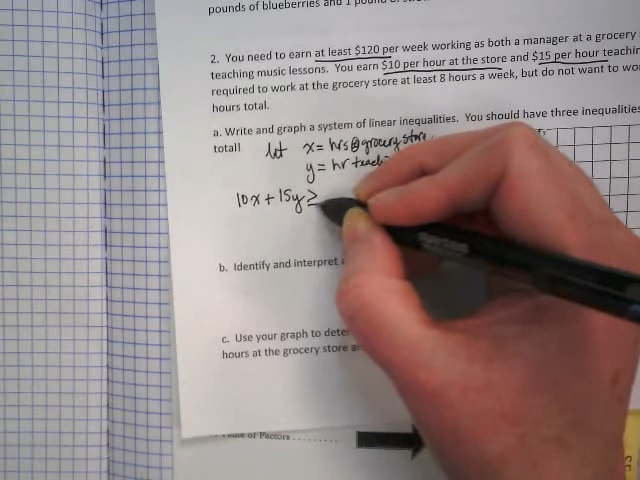 pounds of blueberries and 1 pound of
2. You need to earn at least $120 per week working as both a manager at a grocery
teaching music lessons. You earn $10 per hour at the store and $15 per hour teaching
required to work at the grocery store at least 8 hours a week, but do not want to
hours total.
a. Write and graph a system of linear inequalities. You should have three inequalities
total!
let x = hrs @ grocery store
y = hr
10x + 15y ≥
b. Identify and interpret
c. Use your graph to
hours at the grocery store
of Factors ..........